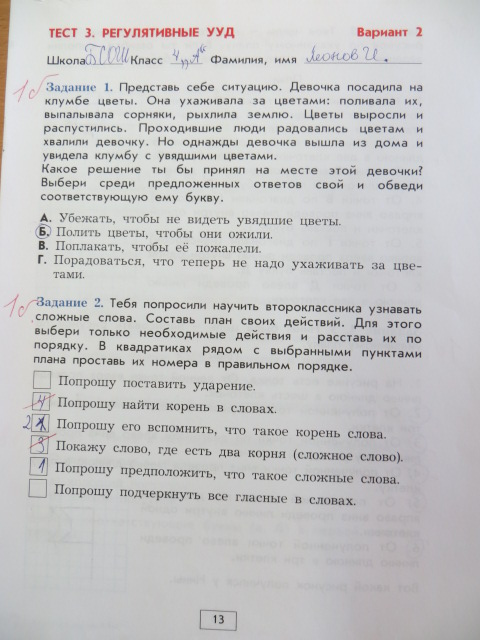 ТЕСТ 3. РЕГУЛЯТИВНЫЕ УУД Вариант 2
Школа БСОШ Класс 4 „А“ Фамилия, имя Леонов И.
1б Задание 1. Представь себе ситуацию. Девочка посадила на
клумбе цветы. Она ухаживала за цветами: поливала их,
выпалывала сорняки, рыхлила землю. Цветы выросли и
распустились. Проходившие люди радовались цветам и
хвалили девочку. Но однажды девочка вышла из дома и
увидела клумбу с увядшими цветами.
Какое решение ты бы принял на месте этой девочки?
Выбери среди предложенных ответов свой и обведи
соответствующую ему букву.
А. Убежать, чтобы не видеть увядшие цветы.
Б. Полить цветы, чтобы они ожили.
В. Поплакать, чтобы её пожалели.
Г. Порадоваться, что теперь не надо ухаживать за цве-
тами.
1б Задание 2. Тебя попросили научить второклассника узнавать
сложные слова. Составь план своих действий. Для этого
выбери только необходимые действия и расставь их по
порядку. В квадратиках рядом с выбранными пунктами
плана проставь их номера в правильном порядке.
Попрошу поставить ударение.
4 Попрошу найти корень в словах.
2 1 Попрошу его вспомнить, что такое корень слова.
3 Покажу слово, где есть два корня (сложное слово).
1 Попрошу предположить, что такое сложные слова.
Попрошу подчеркнуть все гласные в словах.
13